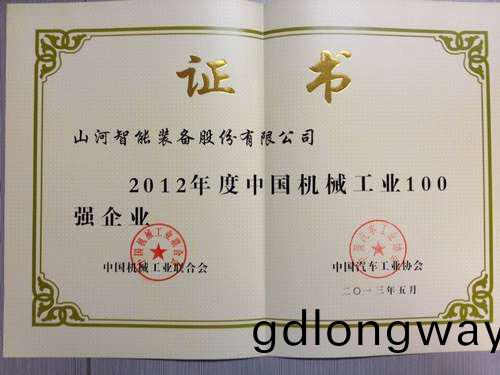 证书
山河智能装备股份有限公司
2012年度中国机械工业100
强企业
中国机械工业联合会
中国汽车工业协会
二〇一三年五月
gdlongway